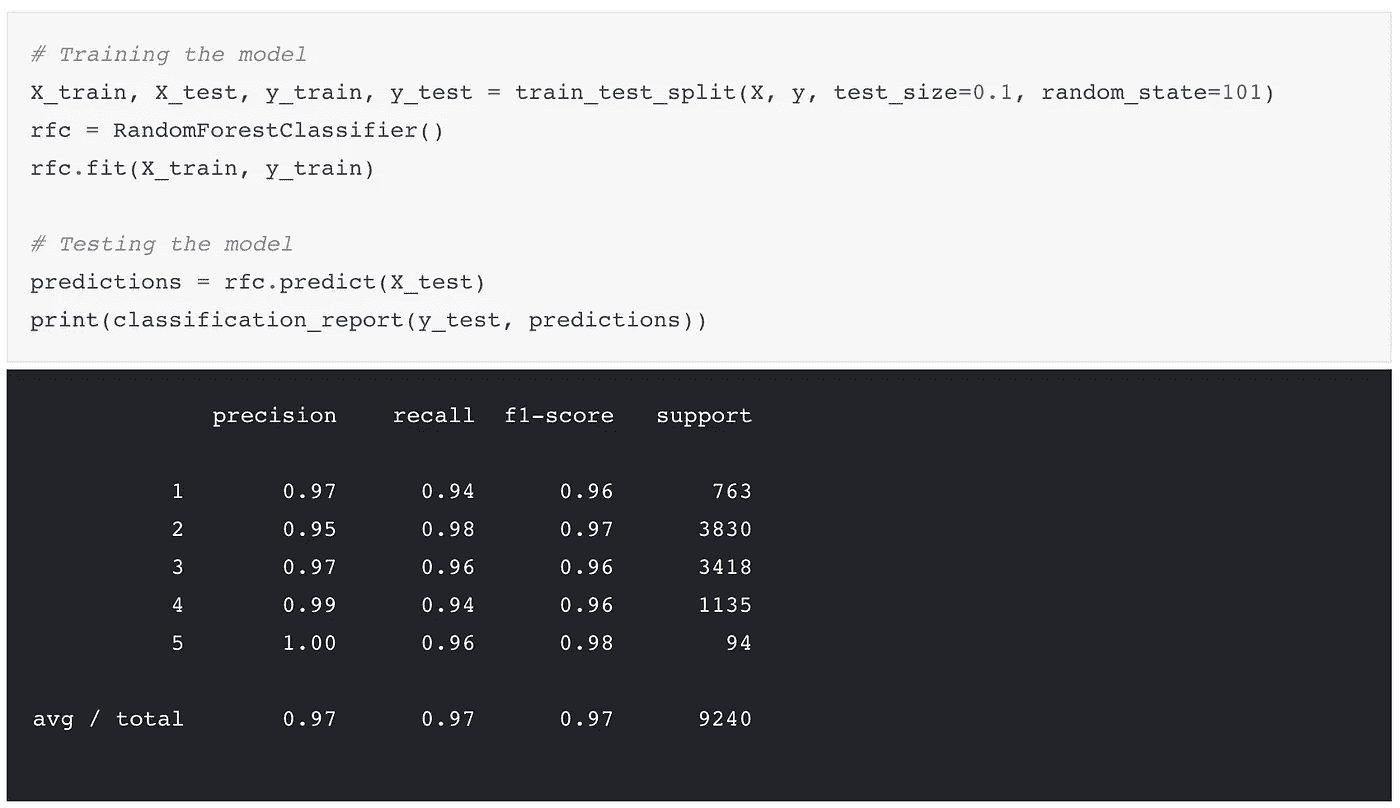 # Training the model
X_train, X_test, y_train, y_test = train_test_split(X, y, test_size=0.1, random_state=101)
rfc = RandomForestClassifier()
rfc.fit(X_train, y_train)
# Testing the model
predictions = rfc.predict(X_test)
print(classification_report(y_test, predictions))
precision recall f1-score support
1 0.97 0.94 0.96 763
2 0.95 0.98 0.97 3830
3 0.97 0.96 0.96 3418
4 0.99 0.94 0.96 1135
5 1.00 0.96 0.98 94
avg / total 0.97 0.97 0.97 9240